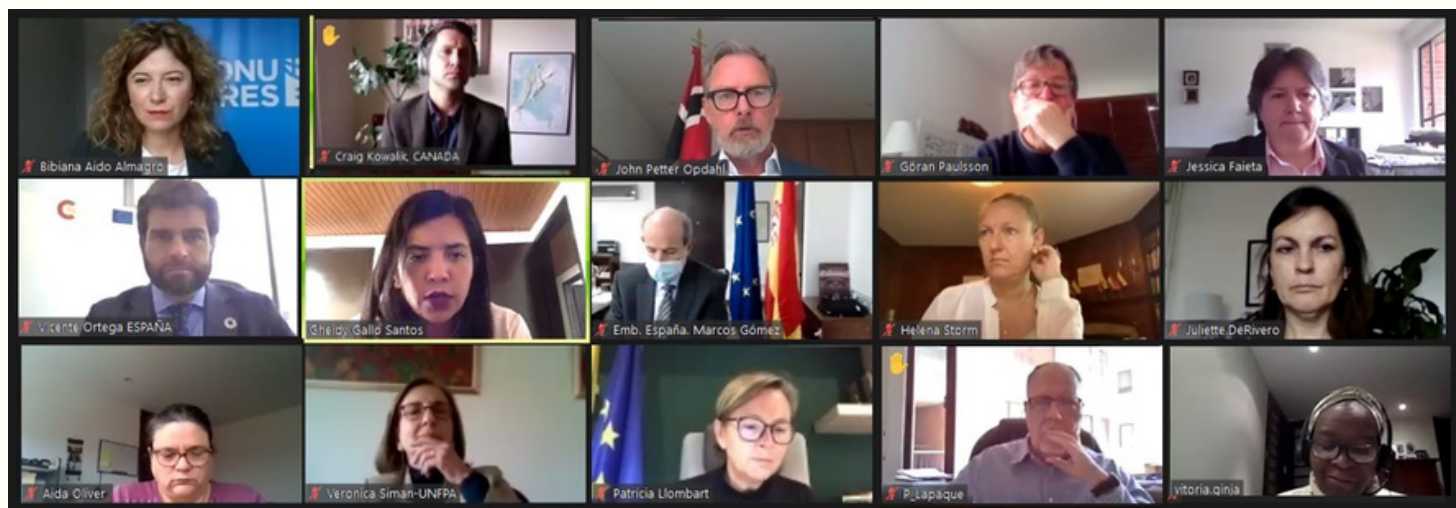 ONU
RES
Bibiana Aido Almagro
Craig Kowalik, CANADA
John Petter Opdahl
Göran Paulsson
Jessica Faieta
Vicente Ortega ESPAÑA
Gheidy Gallo Santos
Emb. España. Marcos Gómez
Helena Storm
Juliette.DeRivero
Aida Oliver
Veronica Siman-UNFPA
Patricia Llombart
P_Lapaque
vitoria.ginja